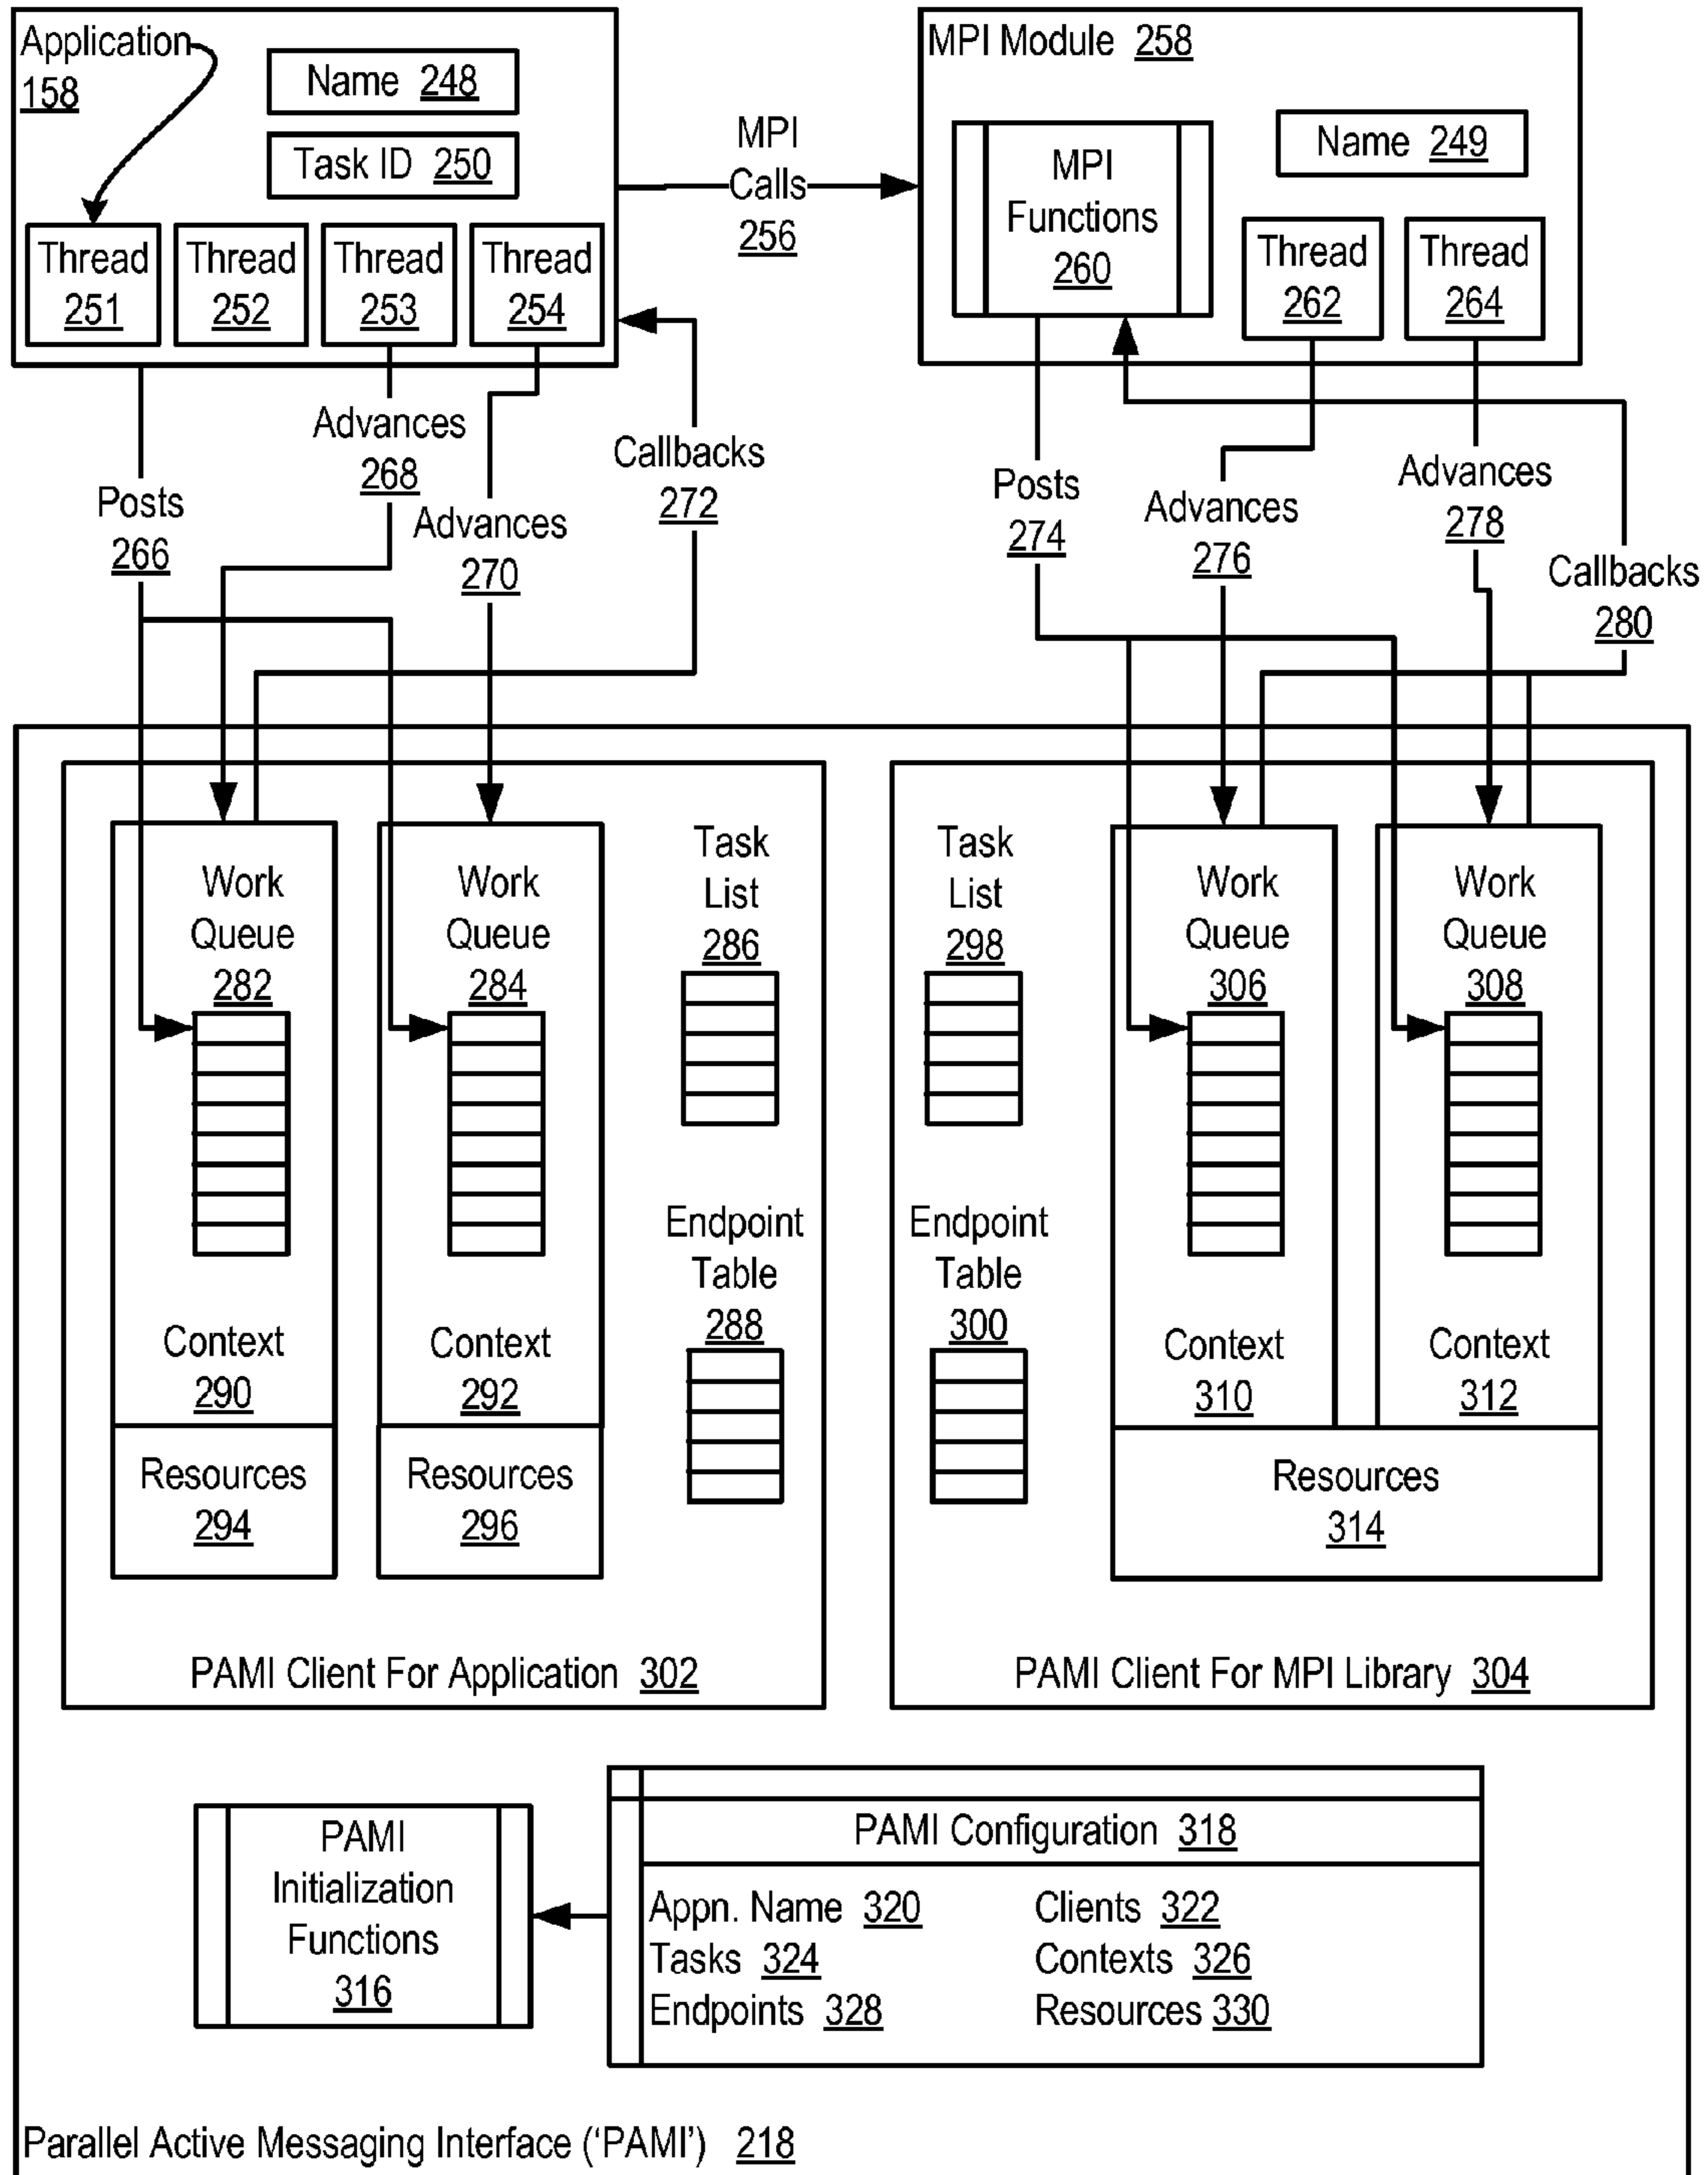 Application
158
Name 248
Task ID 250
Thread
251
Thread
252
Thread
253
Thread
254
MPI
Calls
256
MPI Module 258
MPI
Functions
260
Name 249
Thread
262
Thread
264
Posts
266
Advances
268
Advances
270
Callbacks
272
Posts
274
Advances
276
Advances
278
Callbacks
280
Work
Queue
282
Context
290
Resources
294
Work
Queue
284
Context
292
Resources
296
Task
List
286
Endpoint
Table
288
PAMI Client For Application 302
Task
List
298
Endpoint
Table
300
Work
Queue
306
Context
310
Work
Queue
308
Context
312
Resources
314
PAMI Client For MPI Library 304
PAMI
Initialization
Functions
316
PAMI Configuration 318
Appn. Name 320 Clients 322
Tasks 324 Contexts 326
Endpoints 328 Resources 330
Parallel Active Messaging Interface (‘PAMI’) 218